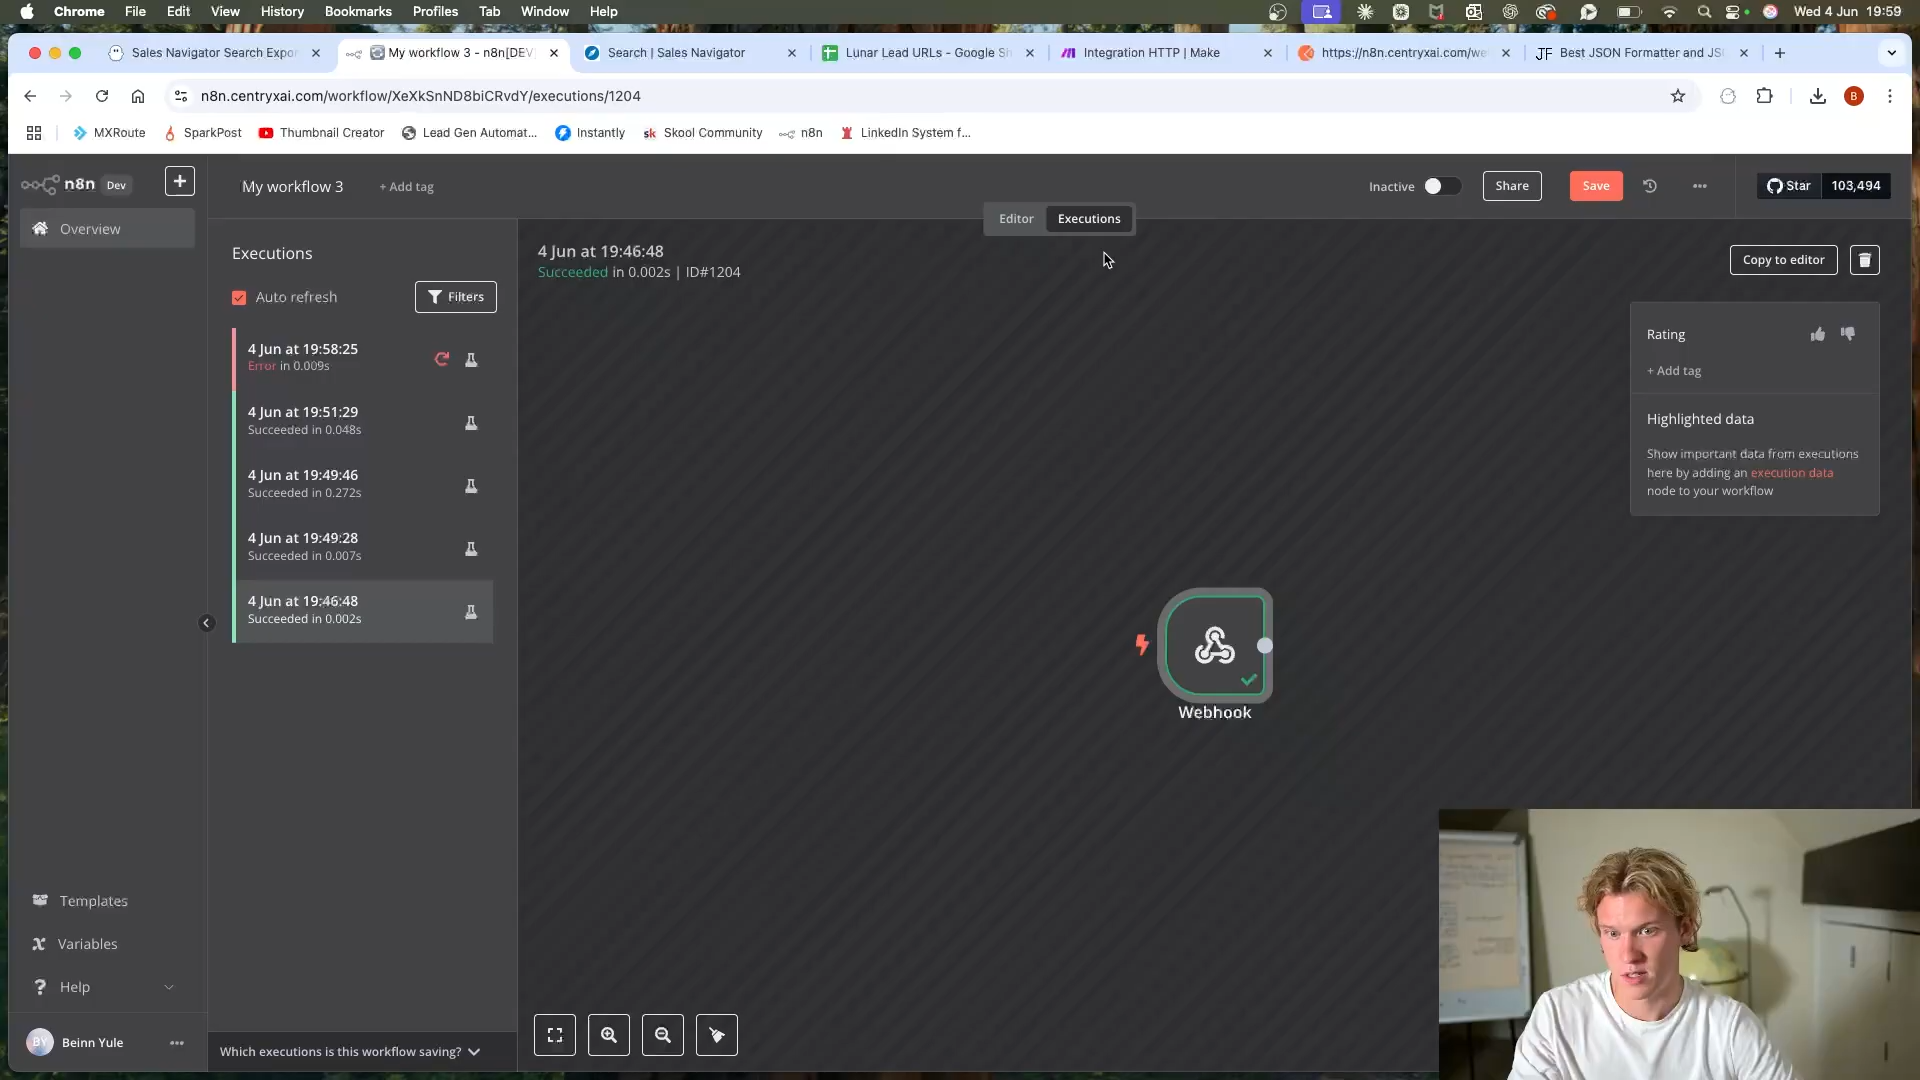 Chrome File Edit View History Bookmarks Profiles Tab Window Help
Wed 4 Jun 19:59
Sales Navigator Search Expor
My workflow 3 - n8n[DEV]
Search | Sales Navigator
Lunar Lead URLs - Google Sh
Integration HTTP | Make
https://n8n.centryxai.com/we
JF Best JSON Formatter and JS
n8n.centryxai.com/workflow/XeXkSnND8biCRvdY/executions/1204
B
MXRoute
SparkPost
Thumbnail Creator
Lead Gen Automat...
Instantly
sk Skool Community
n8n
LinkedIn System f...
n8n Dev
My workflow 3
+ Add tag
Inactive
Share
Save
Star 103,494
Overview
Editor
Executions
Executions
4 Jun at 19:46:48
Succeeded in 0.002s | ID#1204
Copy to editor
Auto refresh
Filters
4 Jun at 19:58:25
Error in 0.009s
4 Jun at 19:51:29
Succeeded in 0.048s
4 Jun at 19:49:46
Succeeded in 0.272s
4 Jun at 19:49:28
Succeeded in 0.007s
4 Jun at 19:46:48
Succeeded in 0.002s
Rating
+ Add tag
Highlighted data
Show important data from executions
here by adding an execution data
node to your workflow
Webhook
Templates
Variables
Help
BY Beinn Yule
Which executions is this workflow saving?